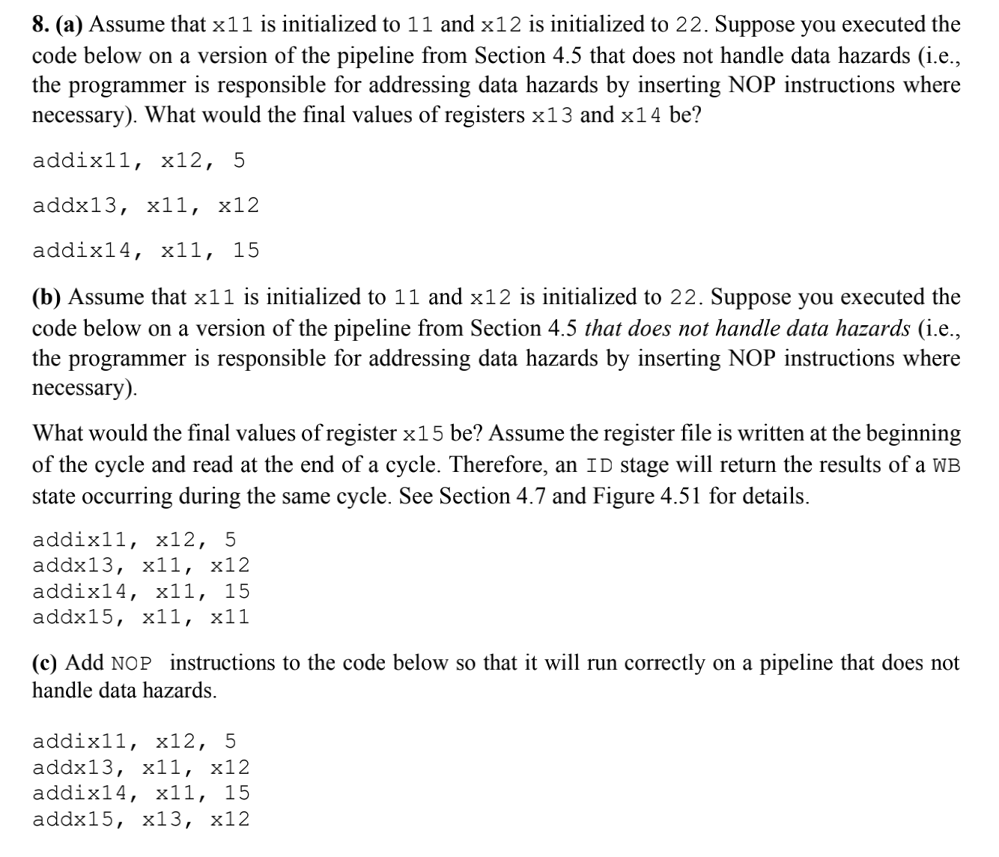 8. (a) Assume that x11 is initialized to 11 and x12 is initialized to 22. Suppose you executed the
code below on a version of the pipeline from Section 4.5 that does not handle data hazards (i.e.,
the programmer is responsible for addressing data hazards by inserting NOP instructions where
necessary). What would the final values of registers x13 and x14 be?
addix11, x12, 5
addx13, x11, x12
addix14, x11, 15
(b) Assume that x11 is initialized to 11 and x12 is initialized to 22. Suppose you executed the
code below on a version of the pipeline from Section 4.5 that does not handle data hazards (i.e.,
the programmer is responsible for addressing data hazards by inserting NOP instructions where
necessary).
What would the final values of register x15 be? Assume the register file is written at the beginning
of the cycle and read at the end of a cycle. Therefore, an ID stage will return the results of a WB
state occurring during the same cycle. See Section 4.7 and Figure 4.51 for details.
addix11, x12, 5
addx13, x11, x12
addix14, x11, 15
addx15, x11, x11
(c) Add NOP instructions to the code below so that it will run correctly on a pipeline that does not
handle data hazards.
addix11, x12, 5
addx13, x11, x12
addix14, x11, 15
addx15, x13, x12